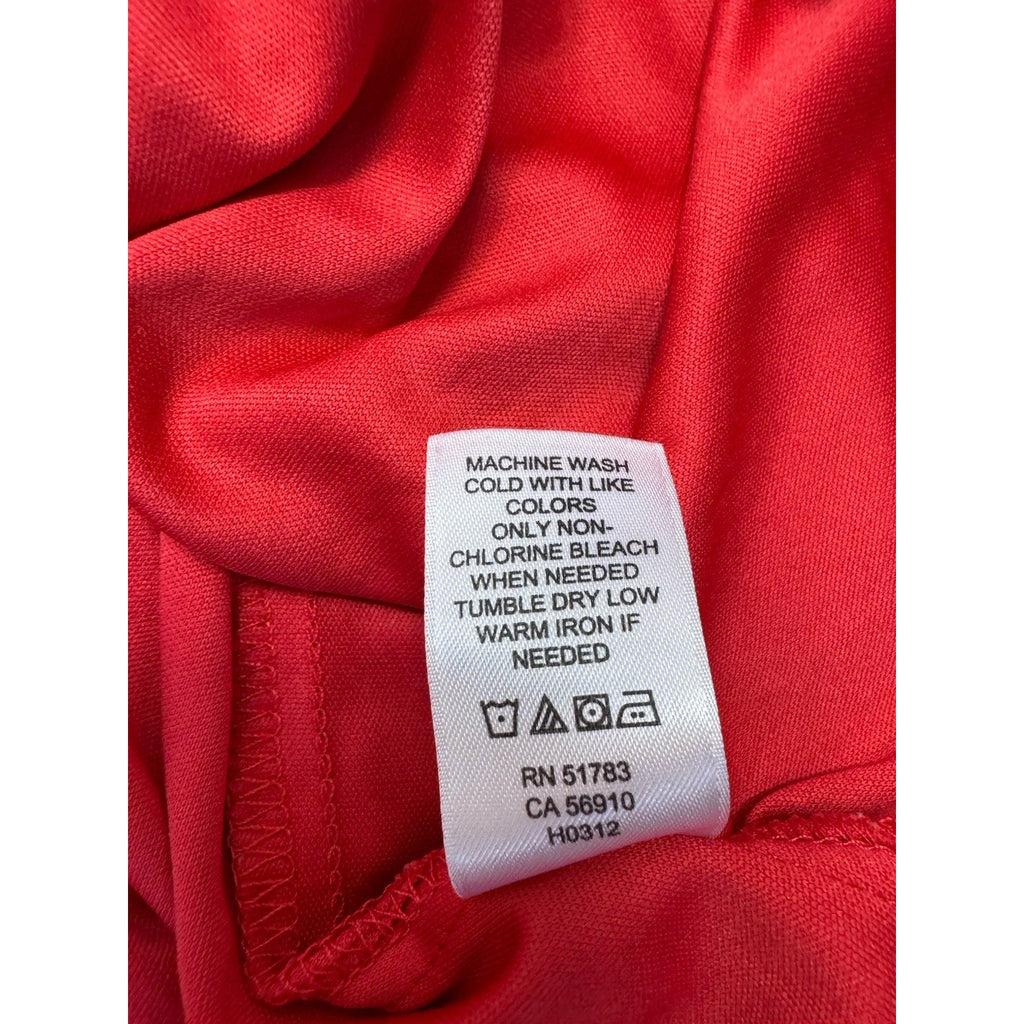 MACHINE WASH
COLD WITH LIKE
COLORS
ONLY NON-
CHLORINE BLEACH
WHEN NEEDED
TUMBLE DRY LOW
WARM IRON IF
NEEDED
RN 51783
CA 56910
H0312